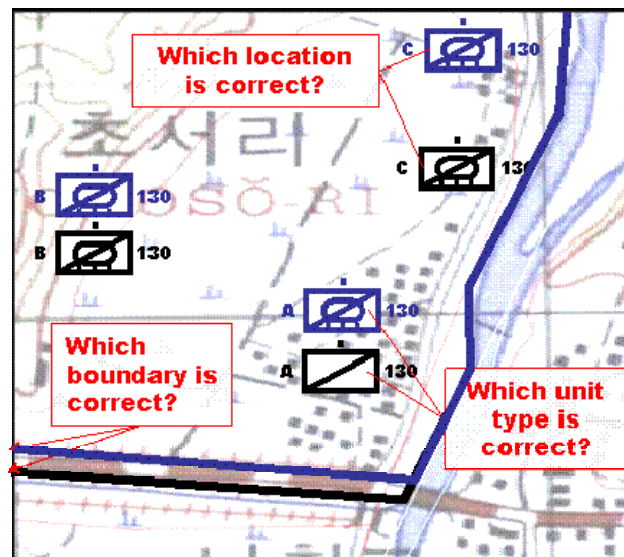 C 130
Which location
is correct?
C 130
초서리
B 130
B 130
A 130
A 130
Which
boundary is
correct?
Which unit
type is
correct?